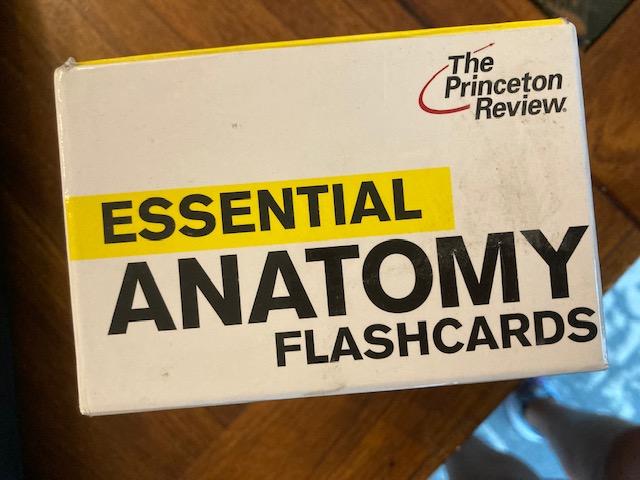 The
Princeton
Review
ESSENTIAL
ANATOMY
FLASHCARDS